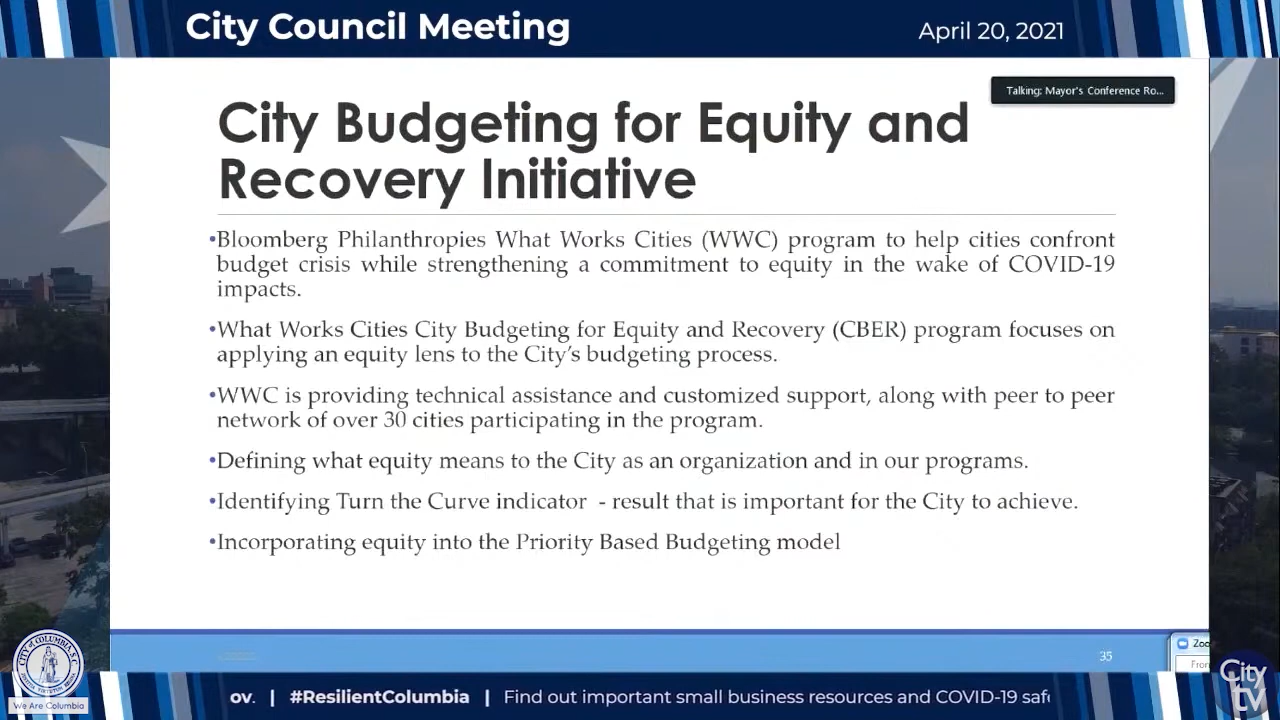 City Council Meeting
April 20, 2021
Talking: Mayor's Conference Ro...
City Budgeting for Equity and
Recovery Initiative
•Bloomberg Philanthropies What Works Cities (WWC) program to help cities confront
budget crisis while strengthening a commitment to equity in the wake of COVID-19
impacts.
•What Works Cities City Budgeting for Equity and Recovery (CBER) program focuses on
applying an equity lens to the City's budgeting process.
•WWC is providing technical assistance and customized support, along with peer to peer
network of over 30 cities participating in the program.
•Defining what equity means to the City as an organization and in our programs.
•Identifying Turn the Curve indicator - result that is important for the City to achieve.
•Incorporating equity into the Priority Based Budgeting model
35
Zoo
From
CITY OF COLUMBIA, S.C.
We Are Columbia
ov. | #ResilientColumbia | Find out important small business resources and COVID-19 safe
City
tv